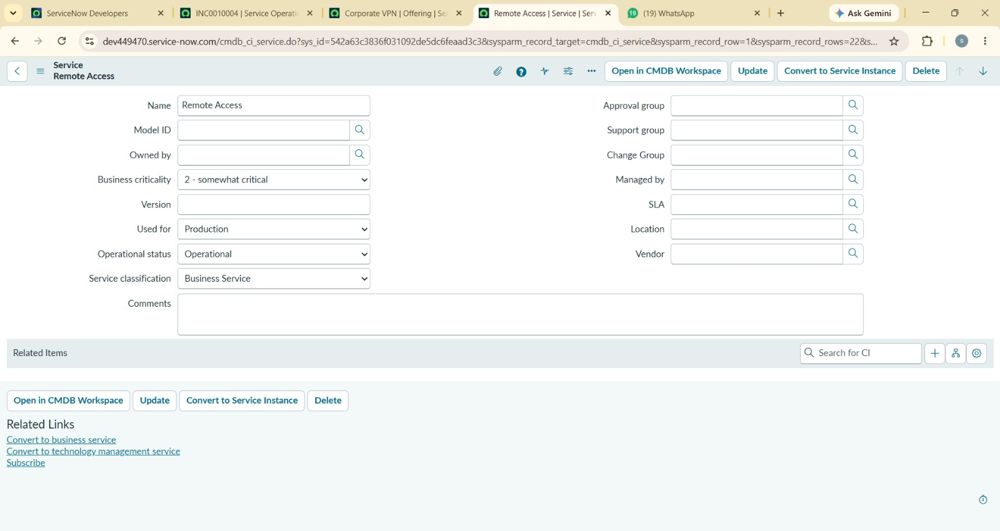 ServiceNow Developers
INC0010004 | Service Operati
Corporate VPN | Offering | Se
Remote Access | Service | Serv
19
(19) WhatsApp
Ask Gemini
dev449470.service-now.com/cmdb_ci_service.do?sys_id=542a63c3836f031092de5dc6feaad3c3&sysparm_record_target=cmdb_ci_service&sysparm_record_row=1&sysparm_record_rows=22&s...
S
Service
Remote Access
Open in CMDB Workspace
Update
Convert to Service Instance
Delete
Name
Remote Access
Model ID
Owned by
Business criticality
2 - somewhat critical
Version
Used for
Production
Operational status
Operational
Service classification
Business Service
Approval group
Support group
Change Group
Managed by
SLA
Location
Vendor
Comments
Related Items
Search for CI
Open in CMDB Workspace
Update
Convert to Service Instance
Delete
Related Links
Convert to business service
Convert to technology management service
Subscribe